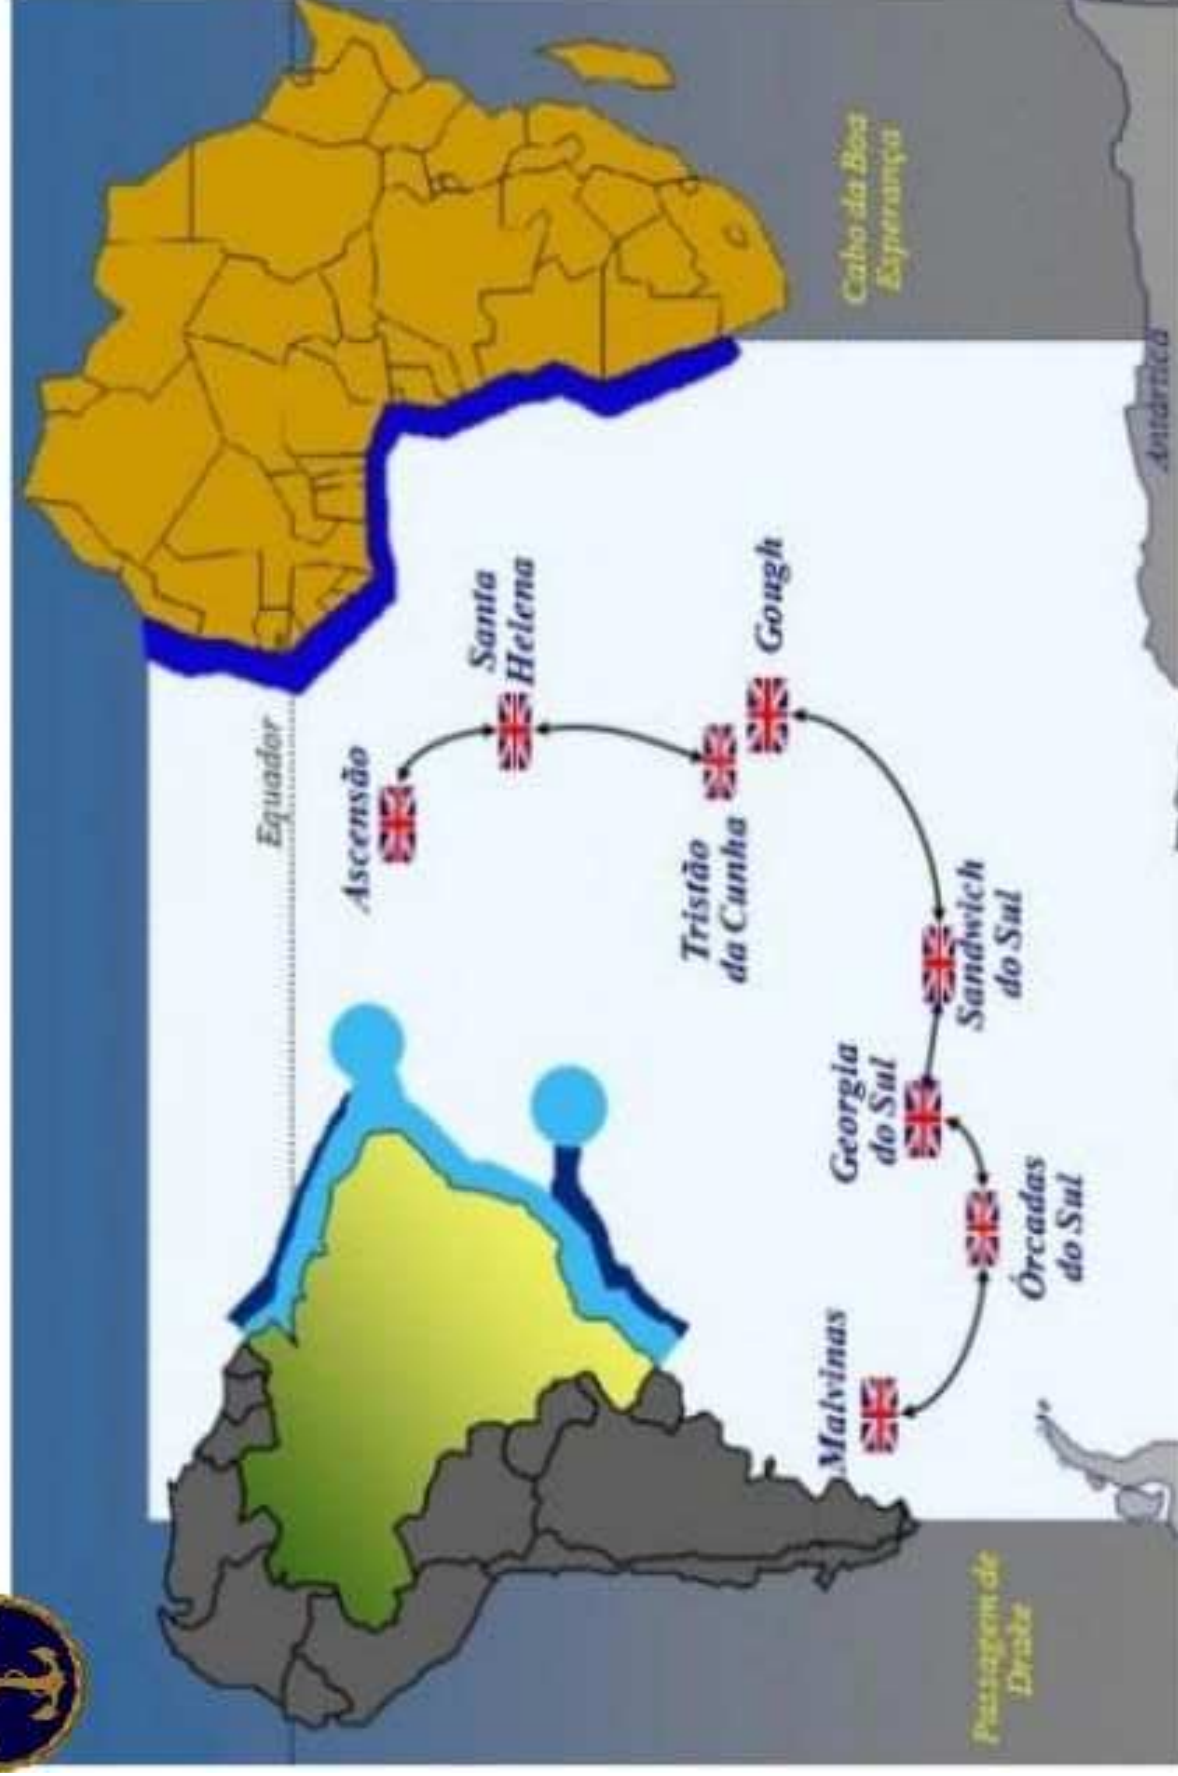 Equador
Ascensão
Santa
Helena
Tristão
da Cunha
Gough
Georgia
do Sul
Sandwich
do Sul
Malvinas
Órcadas
do Sul
Passagem de
Drake
Cabo da Boa
Esperança
Antártica